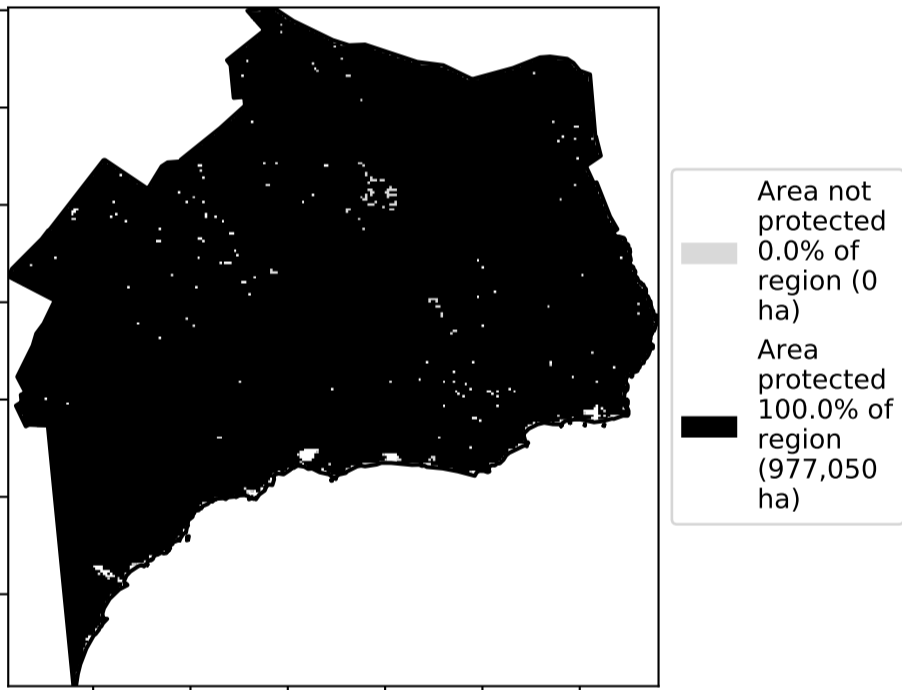 Area not
protected
0.0% of
region (0
ha)
Area
protected
100.0% of
region
(977,050
ha)